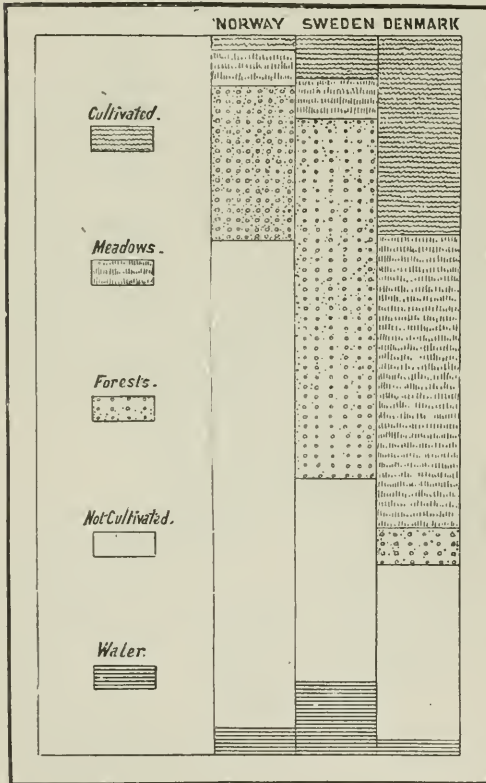 NORWAY SWEDEN DENMARK
Cultivated.
Meadows.
Forests.
Not-Cultivated.
Water.